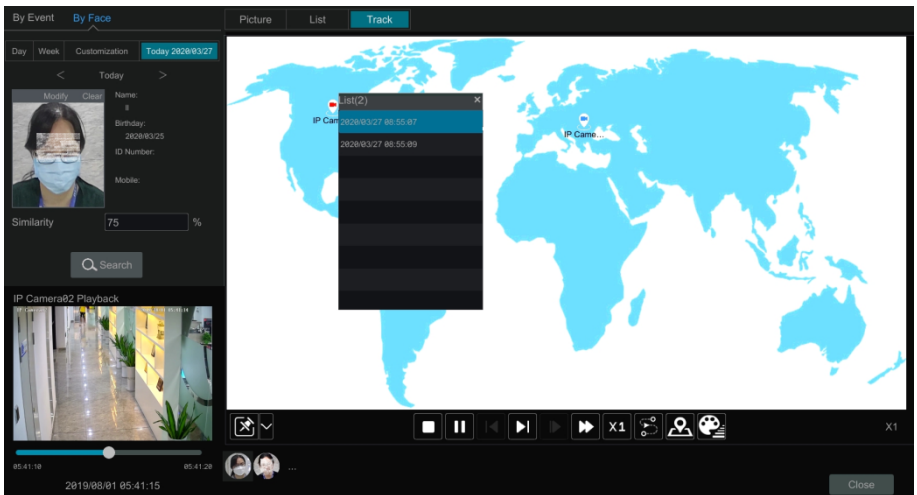 By Event By Face
Picture List Track
Day Week Customization Today 2020/03/27
< Today >
Modify Clear
Name:
Birthday:
2020/03/25
ID Number:
Mobile:
Similarity 75 %
Search
List(2) ×
2020/03/27 08:55:07
2020/03/27 08:55:09
IP Cam
IP Came...
IP Camera02 Playback
05:41:10 05:41:20
2019/08/01 05:41:15
X1
X1
...
Close